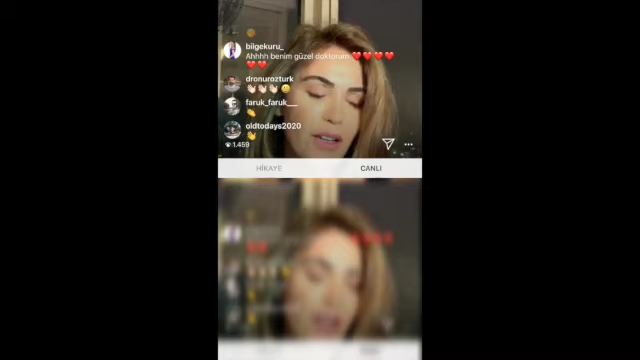 bilgekuru_
Ahhhh benim güzel doktorum ❤️❤️❤️❤️
❤️❤️
dronurozturk
👏🏻👏🏻👏🏻😄
faruk_faruk___
👏
oldtodays2020
👏
1.459
HİKAYE
CANLI